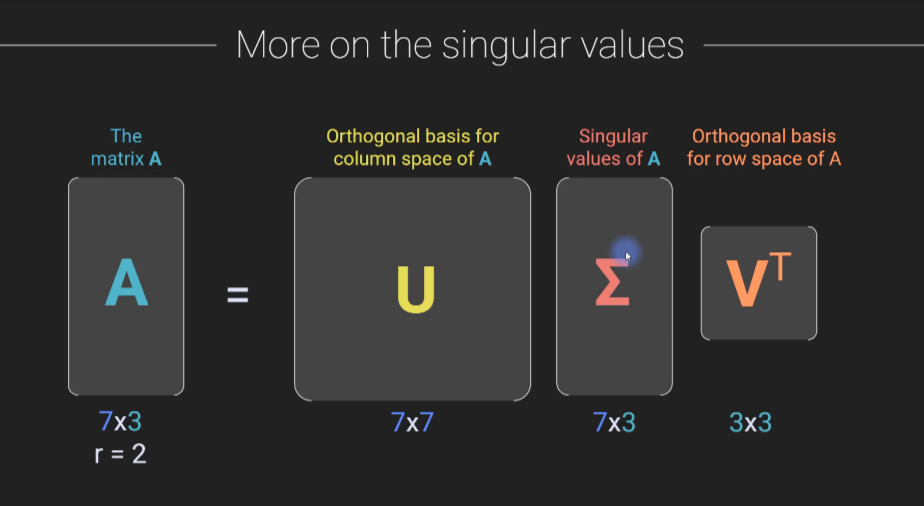 More on the singular values
The
matrix A
Orthogonal basis for
column space of A
Singular
values of A
Orthogonal basis
for row space of A
A
=
U
Σ
Vᵀ
7x3
7x7
7x3
3x3
r = 2